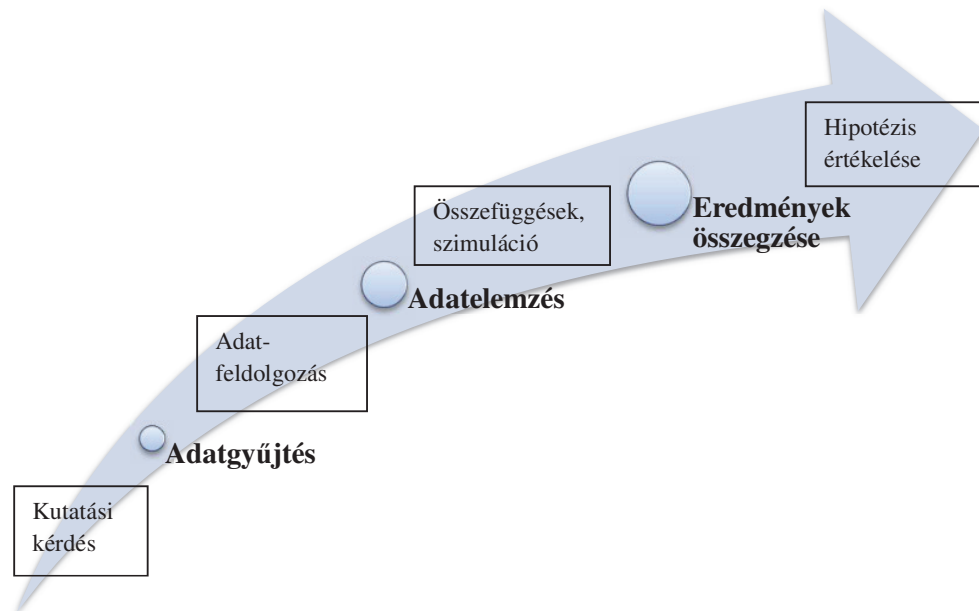 Hipotézis
értékelése
Összefüggések,
szimuláció
Eredmények
összegzése
Adatelemzés
Adat-
feldolgozás
Adatgyűjtés
Kutatási
kérdés